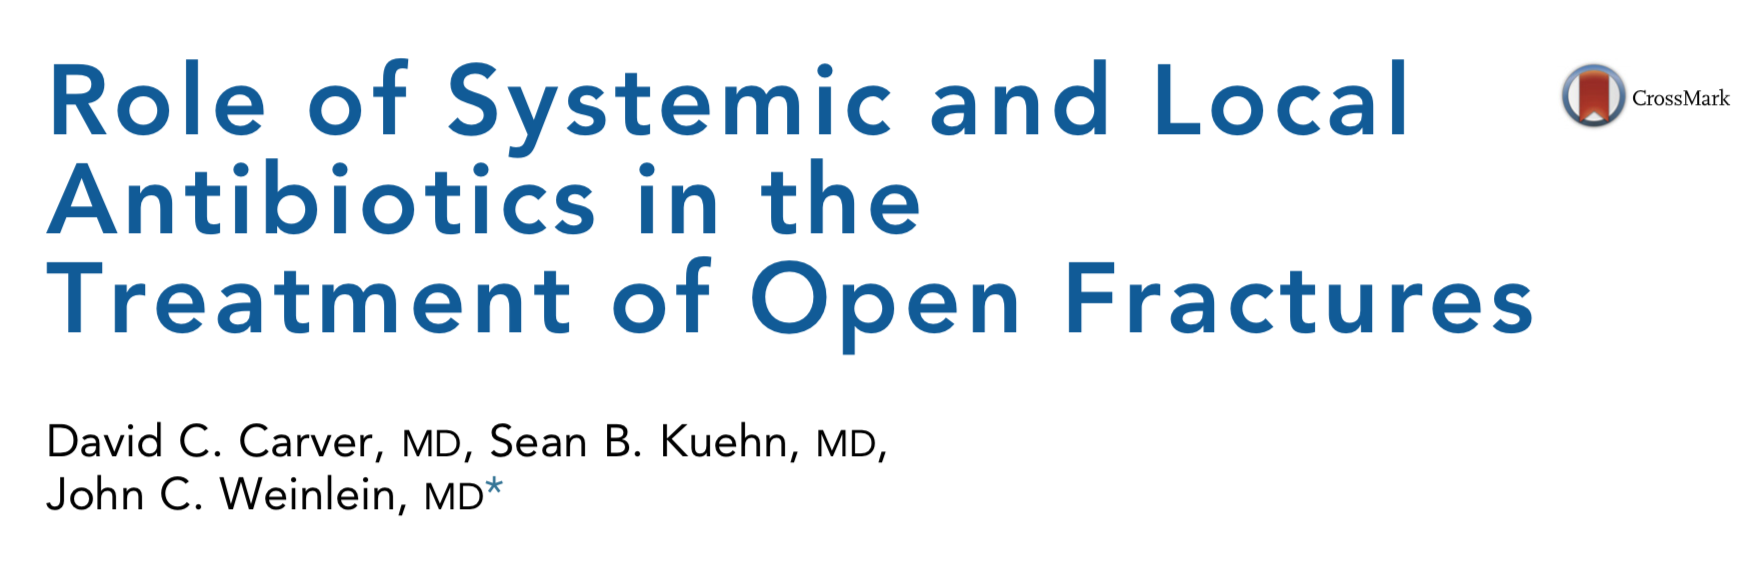 Role of Systemic and Local
Antibiotics in the
Treatment of Open Fractures
CrossMark
David C. Carver, MD, Sean B. Kuehn, MD,
John C. Weinlein, MD*